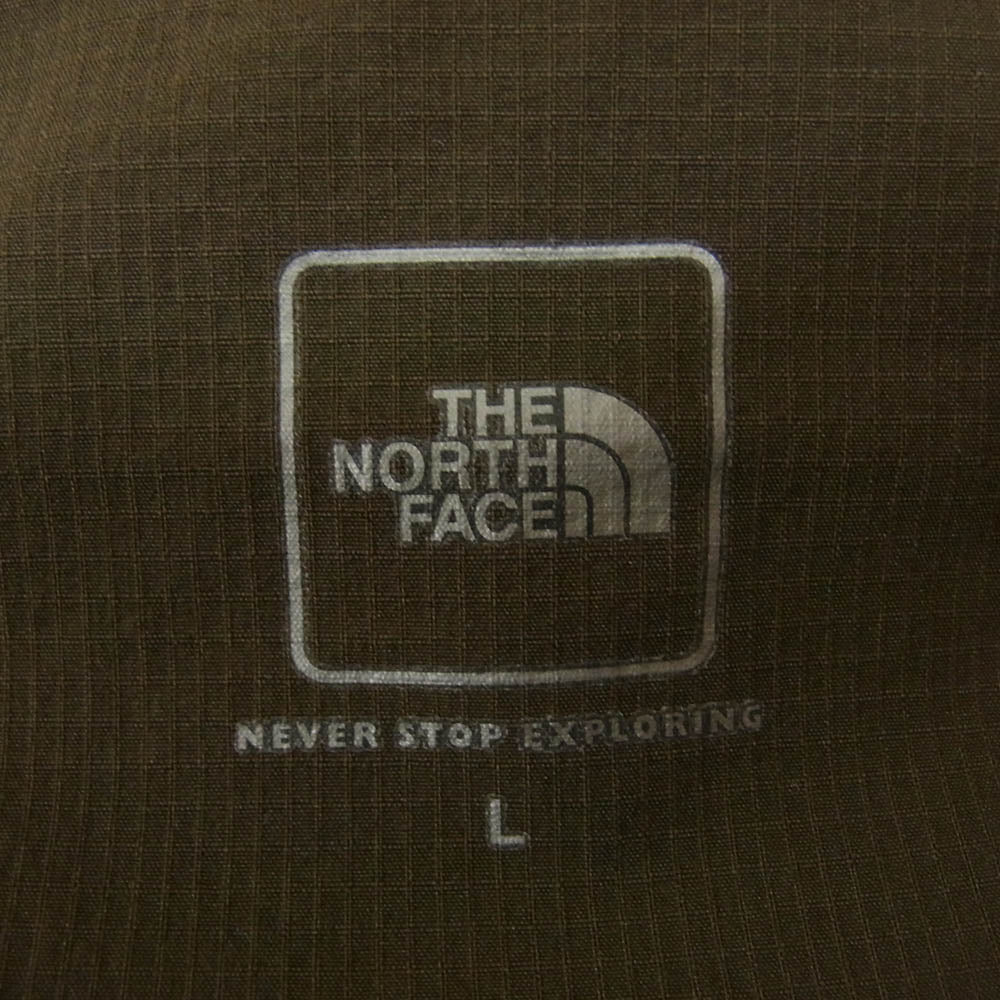 THE
NORTH
FACE
NEVER STOP EXPLORING
L